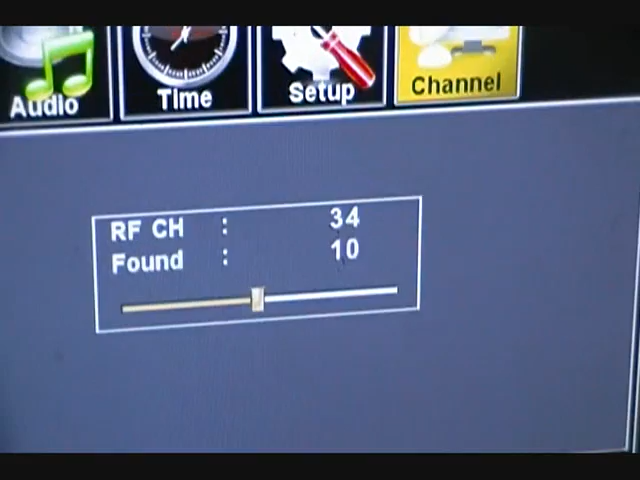 Audio
Time
Setup
Channel
RF CH : 34
Found : 10